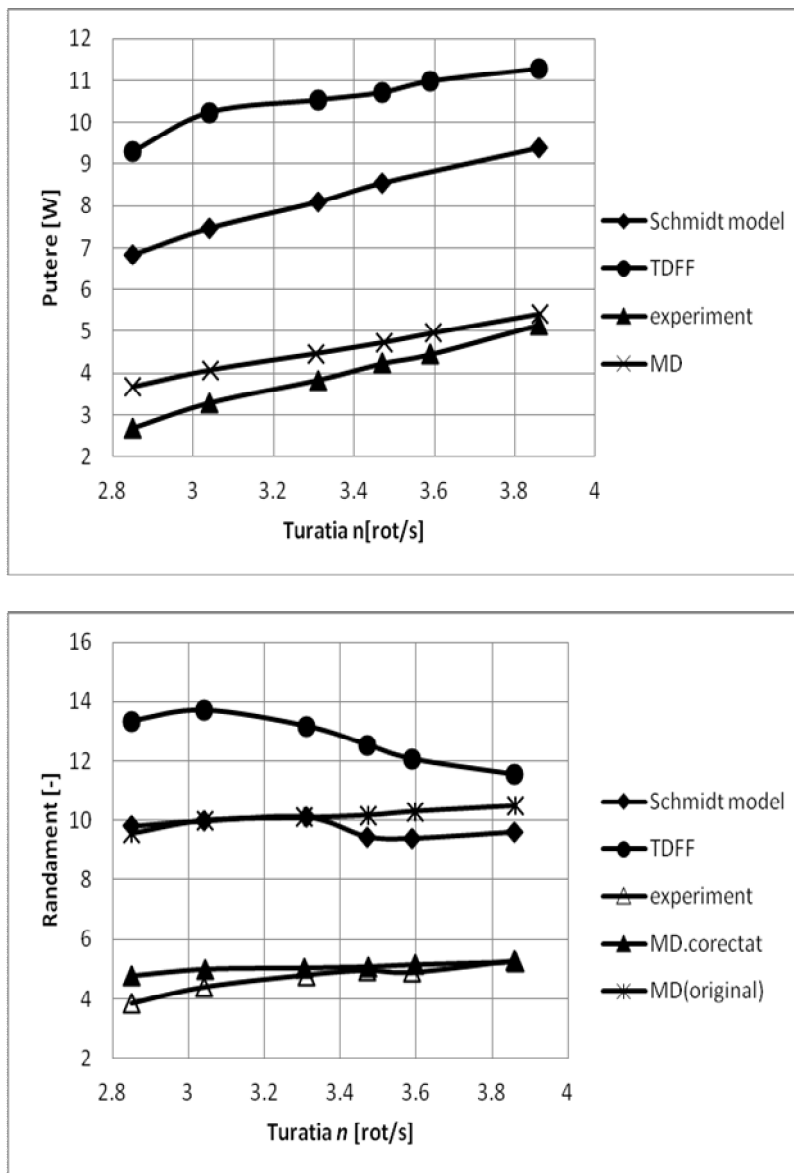 12
11
10
9
8
7
6
5
4
3
2
Putere [W]
2.8 3 3.2 3.4 3.6 3.8 4
Turatia n[rot/s]
Schmidt model
TDFF
experiment
MD
16
14
12
10
8
6
4
2
Randament [-]
2.8 3 3.2 3.4 3.6 3.8 4
Turatia n [rot/s]
Schmidt model
TDFF
experiment
MD.corectat
MD(original)